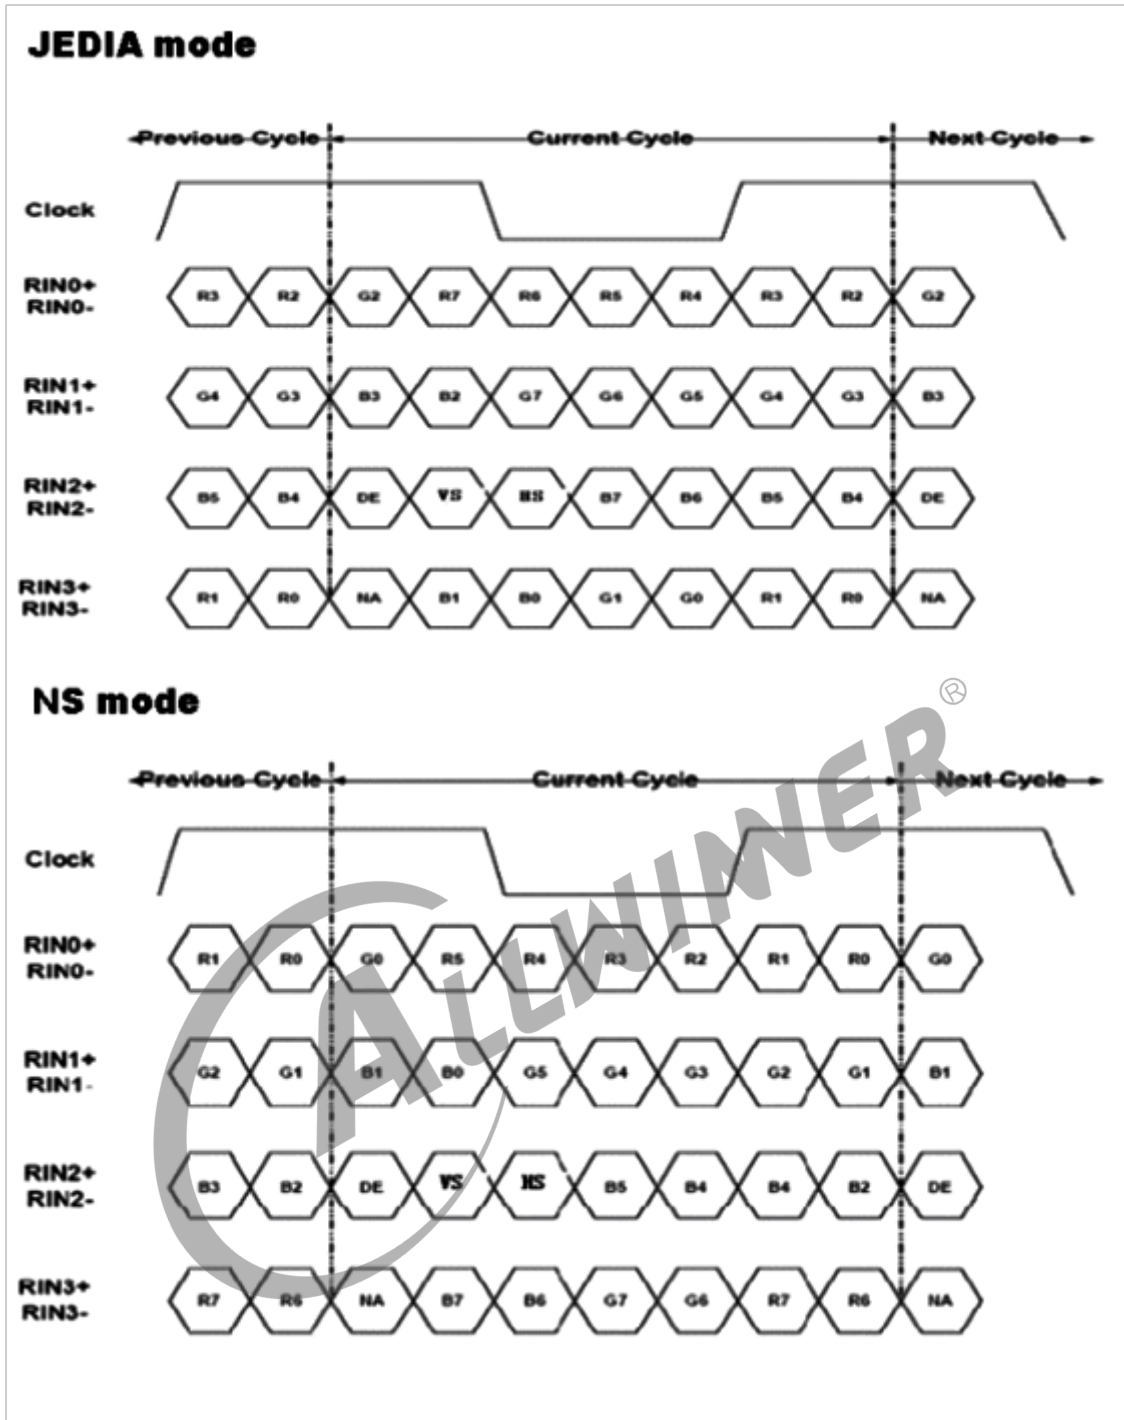 JEDIA mode
Previous Cycle Current Cycle Next Cycle
Clock
RIN0+
RIN0-
R3 R2 G2 R7 R6 R5 R4 R3 R2 G2
RIN1+
RIN1-
G4 G3 B3 B2 G7 G6 G5 G4 G3 B3
RIN2+
RIN2-
B5 B4 DE VS HS B7 B6 B5 B4 DE
RIN3+
RIN3-
R1 R0 NA B1 B0 G1 G0 R1 R0 NA
NS mode
Previous Cycle Current Cycle Next Cycle
Clock
RIN0+
RIN0-
R1 R0 G0 R5 R4 R3 R2 R1 R0 G0
RIN1+
RIN1-
G2 G1 B1 B0 G5 G4 G3 G2 G1 B1
RIN2+
RIN2-
B3 B2 DE VS HS B5 B4 B4 B2 DE
RIN3+
RIN3-
R7 R6 NA B7 B6 G7 G6 R7 R6 NA
ALLWINNER®